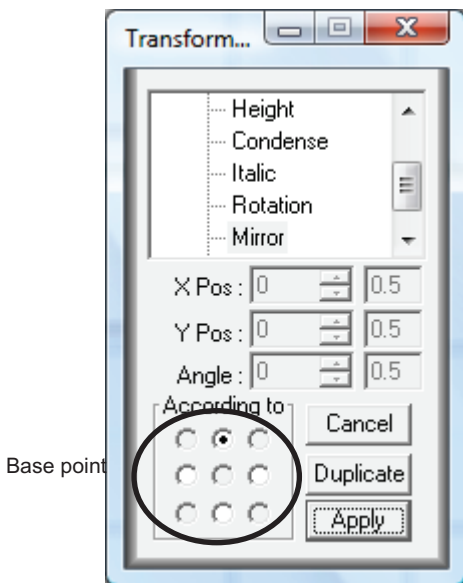 Transform...
Height
Condense
Italic
Rotation
Mirror
X Pos : 0 0.5
Y Pos : 0 0.5
Angle : 0 0.5
According to
Cancel
Base point
Duplicate
Apply